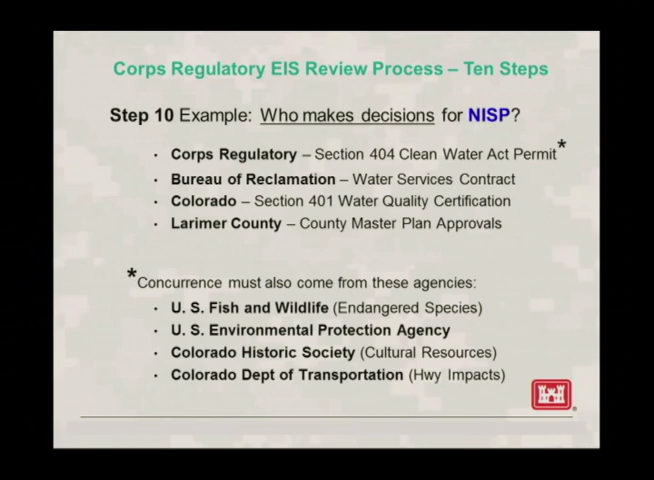 Corps Regulatory EIS Review Process – Ten Steps
Step 10 Example: Who makes decisions for NISP?
· Corps Regulatory – Section 404 Clean Water Act Permit*
· Bureau of Reclamation – Water Services Contract
· Colorado – Section 401 Water Quality Certification
· Larimer County – County Master Plan Approvals
*Concurrence must also come from these agencies:
· U. S. Fish and Wildlife (Endangered Species)
· U. S. Environmental Protection Agency
· Colorado Historic Society (Cultural Resources)
· Colorado Dept of Transportation (Hwy Impacts)
®